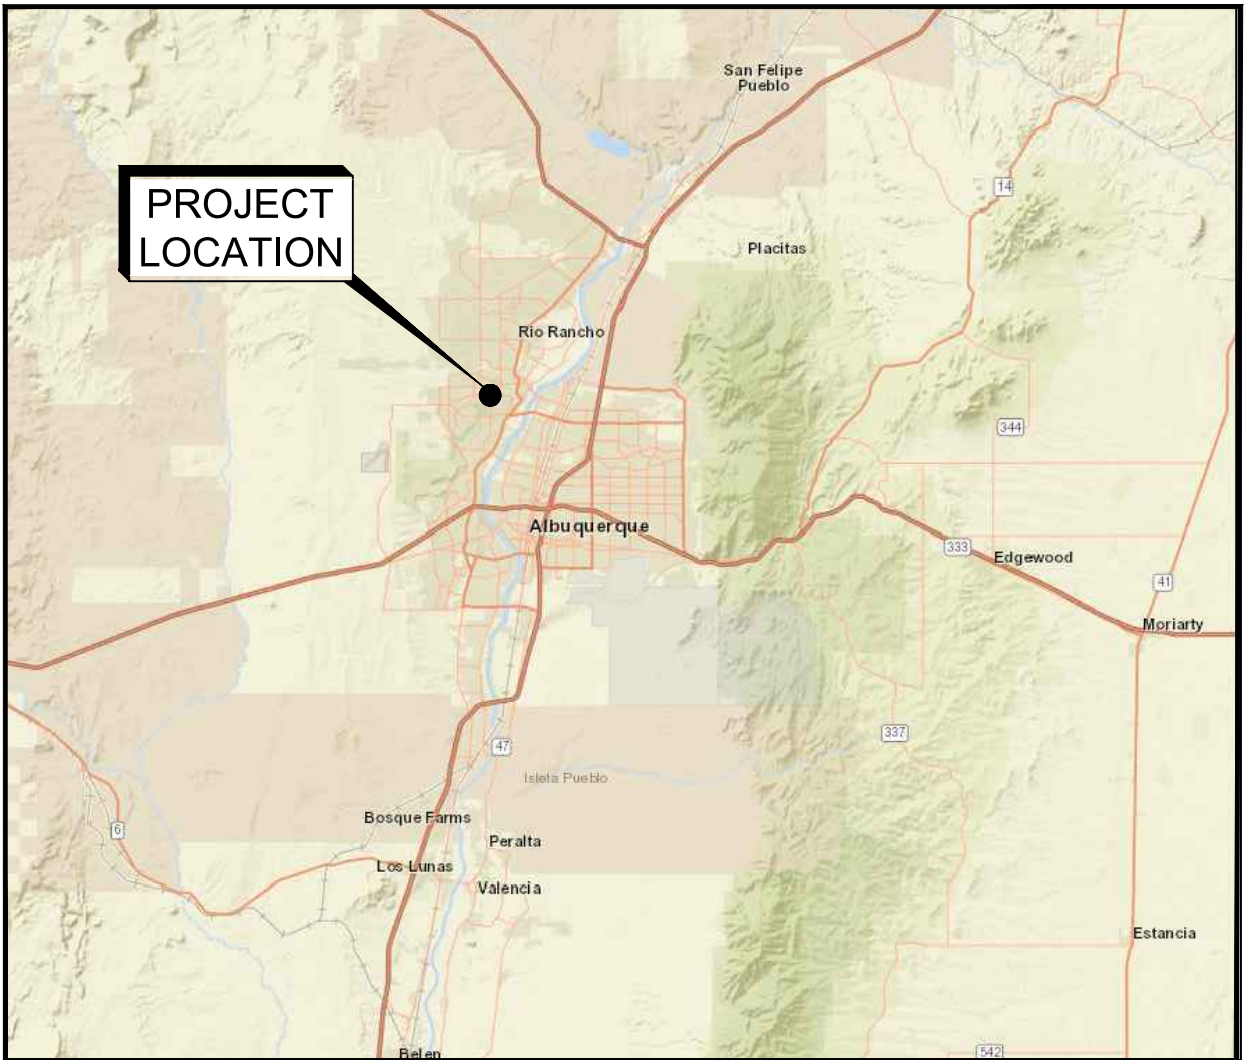 San Felipe
Pueblo
PROJECT
LOCATION
14
Placitas
Rio Rancho
344
Albuquerque
333
Edgewood
41
Moriarty
337
47
Isleta Pueblo
Bosque Farms
6
Peralta
Los Lunas
Valencia
Estancia
Belen
542